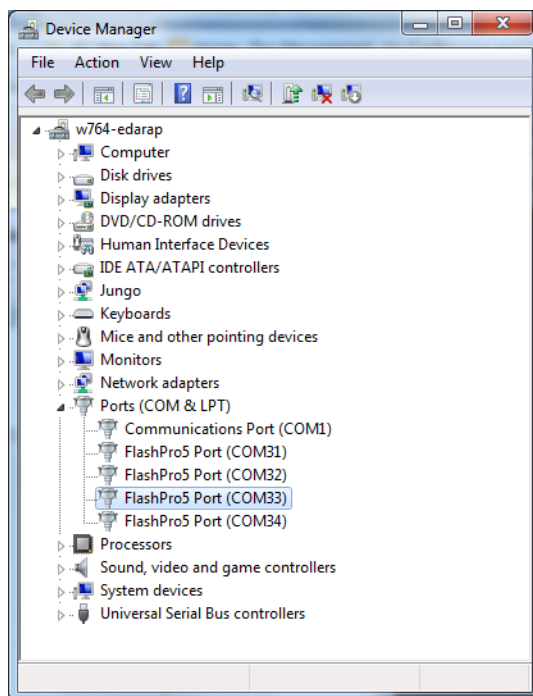 Device Manager
File Action View Help
w764-edarap
Computer
Disk drives
Display adapters
DVD/CD-ROM drives
Human Interface Devices
IDE ATA/ATAPI controllers
Jungo
Keyboards
Mice and other pointing devices
Monitors
Network adapters
Ports (COM & LPT)
Communications Port (COM1)
FlashPro5 Port (COM31)
FlashPro5 Port (COM32)
FlashPro5 Port (COM33)
FlashPro5 Port (COM34)
Processors
Sound, video and game controllers
System devices
Universal Serial Bus controllers